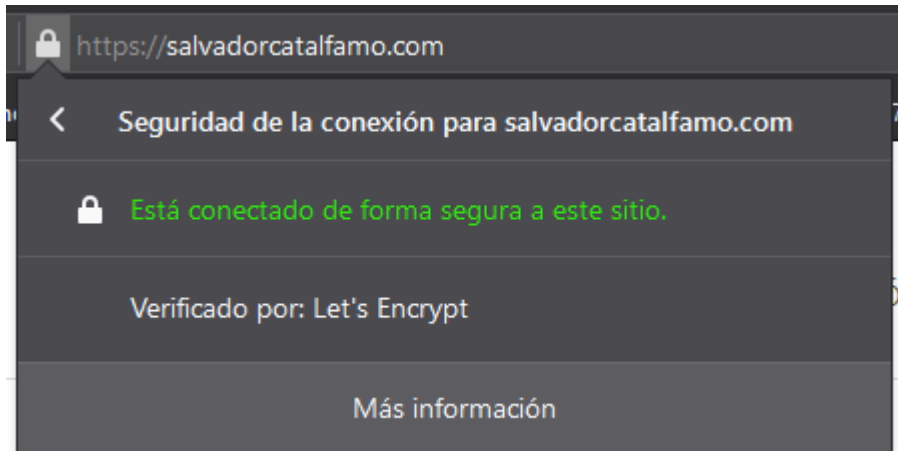 https://salvadorcatalfamo.com
Seguridad de la conexión para salvadorcatalfamo.com
Está conectado de forma segura a este sitio.
Verificado por: Let's Encrypt
Más información